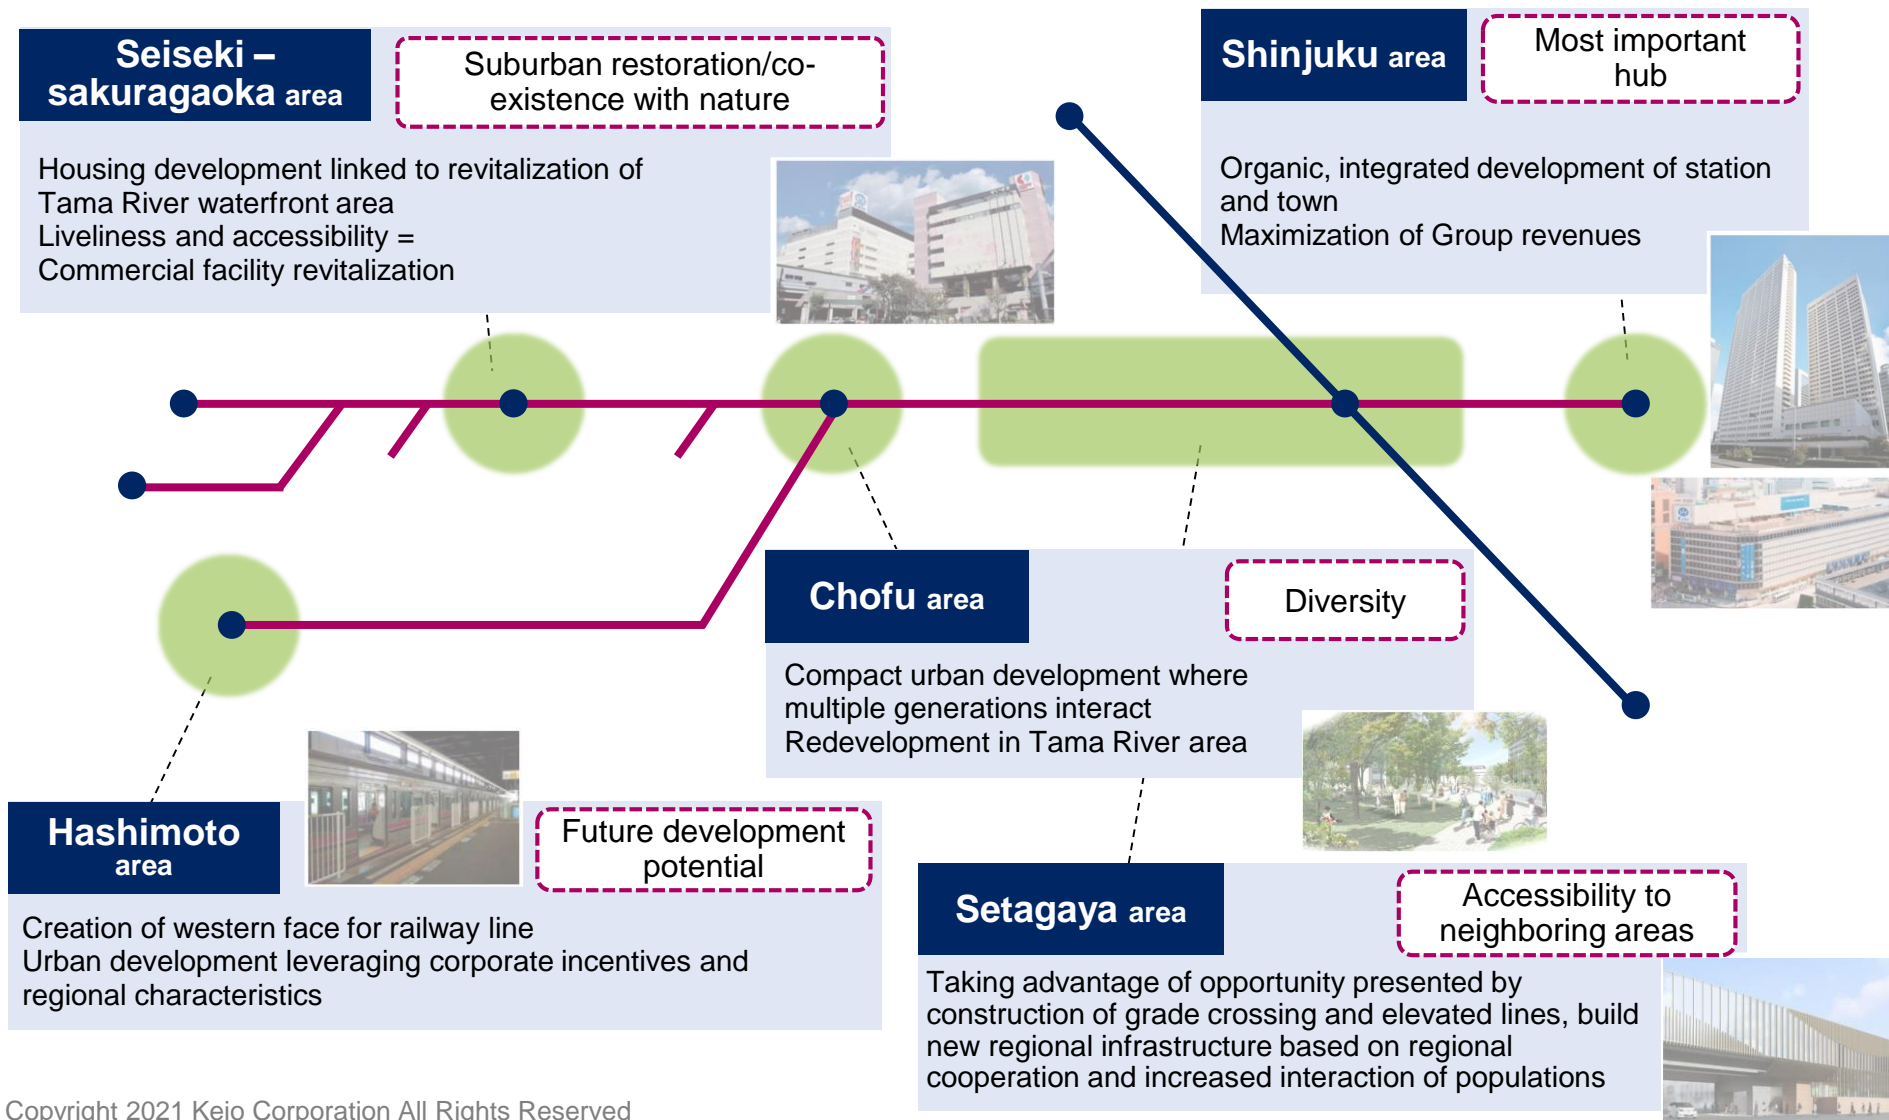 Seiseki –
sakuragaoka area
Suburban restoration/co-
existence with nature
Housing development linked to revitalization of
Tama River waterfront area
Liveliness and accessibility =
Commercial facility revitalization
Shinjuku area
Most important
hub
Organic, integrated development of station
and town
Maximization of Group revenues
Chofu area
Diversity
Compact urban development where
multiple generations interact
Redevelopment in Tama River area
Hashimoto
area
Future development
potential
Creation of western face for railway line
Urban development leveraging corporate incentives and
regional characteristics
Setagaya area
Accessibility to
neighboring areas
Taking advantage of opportunity presented by
construction of grade crossing and elevated lines, build
new regional infrastructure based on regional
cooperation and increased interaction of populations
Copyright 2021 Keio Corporation All Rights Reserved